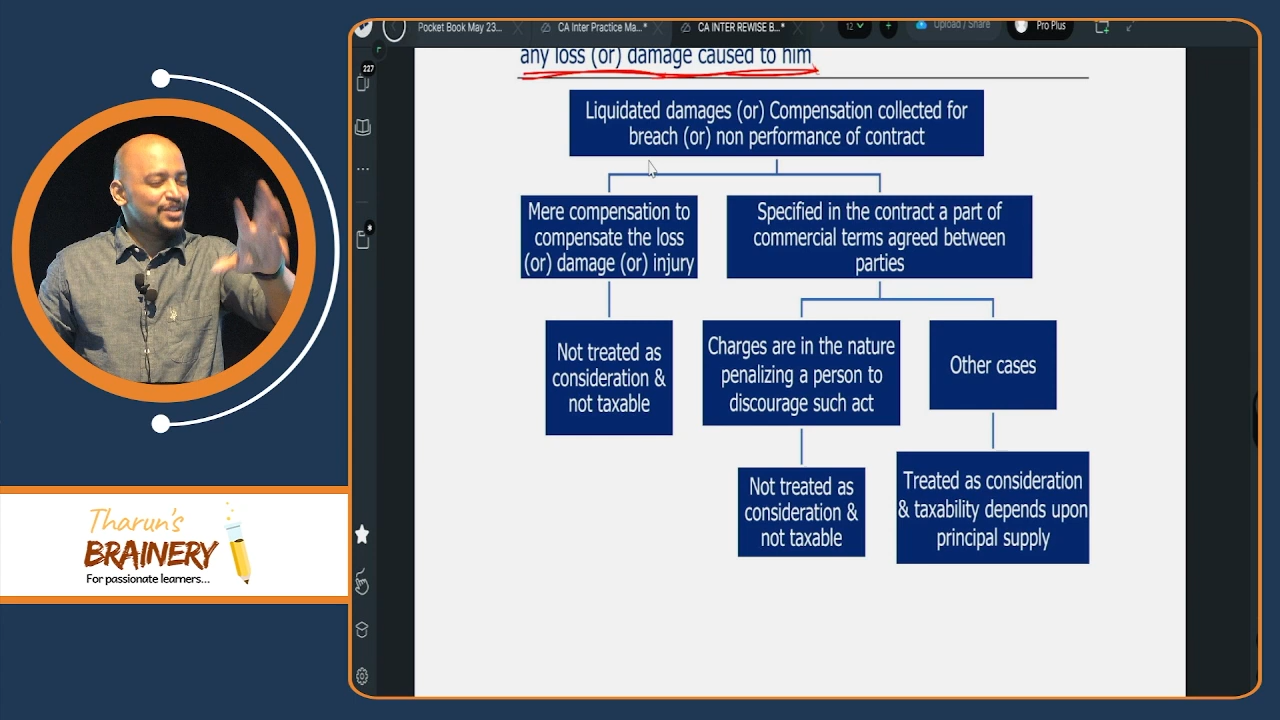 Pocket Book May 23...
CA Inter Practice Ma...*
CA INTER REWISE B...*
12
Upload / Share
Pro Plus
227
any loss (or) damage caused to him
Liquidated damages (or) Compensation collected for
breach (or) non performance of contract
Mere compensation to
compensate the loss
(or) damage (or) injury
Specified in the contract a part of
commercial terms agreed between
parties
Not treated as
consideration &
not taxable
Charges are in the nature
penalizing a person to
discourage such act
Other cases
Not treated as
consideration &
not taxable
Treated as consideration
& taxability depends upon
principal supply
Tharun's
BRAINERY
For passionate learners...